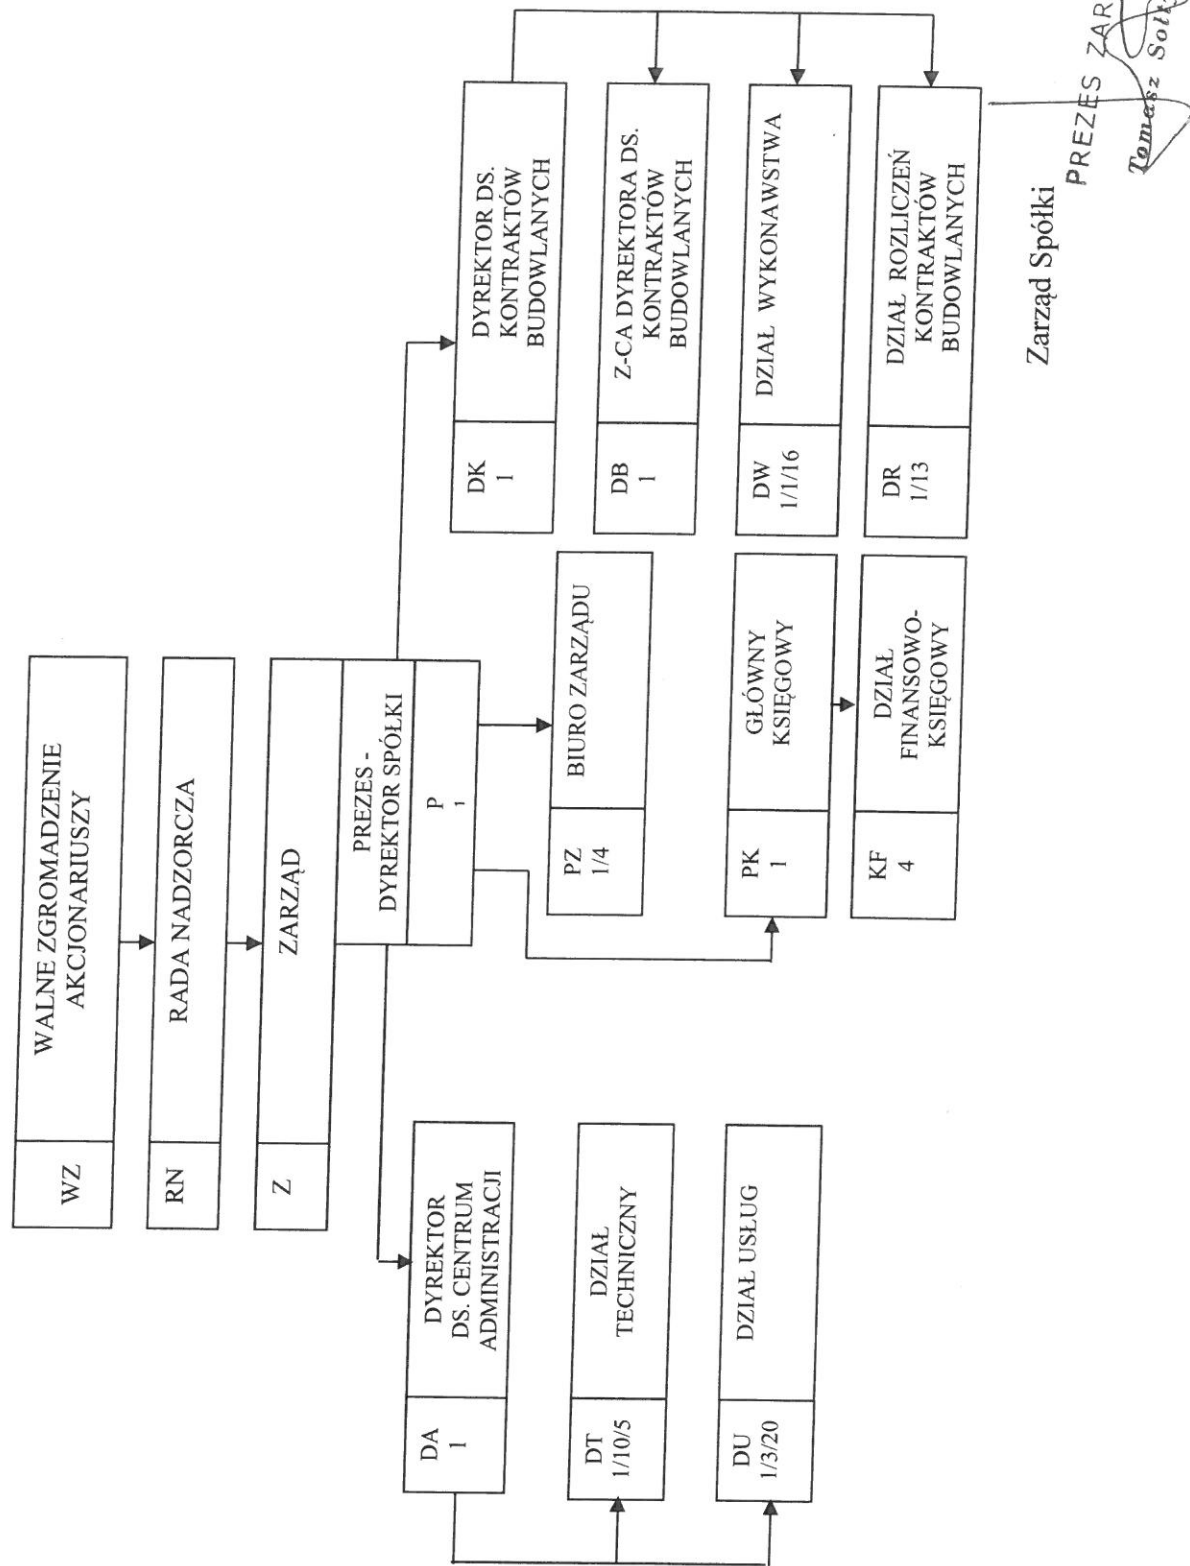 WZ
WALNE ZGROMADZENIE
AKCJONARIUSZY
RN
RADA NADZORCZA
Z
ZARZĄD
PREZES -
DYREKTOR SPÓŁKI
P
1
DA
1
DYREKTOR
DS. CENTRUM
ADMINISTRACJI
DT
1/10/5
DZIAŁ
TECHNICZNY
DU
1/3/20
DZIAŁ USŁUG
PZ
1/4
BIURO ZARZĄDU
PK
1
GŁÓWNY
KSIĘGOWY
KF
4
DZIAŁ
FINANSOWO-
KSIĘGOWY
DK
1
DYREKTOR DS.
KONTRAKTÓW
BUDOWLANYCH
DB
1
Z-CA DYREKTORA DS.
KONTRAKTÓW
BUDOWLANYCH
DW
1/1/16
DZIAŁ WYKONAWSTWA
DR
1/13
DZIAŁ ROZLICZEŃ
KONTRAKTÓW
BUDOWLANYCH
Zarząd Spółki
PREZES ZAR
Tomasz